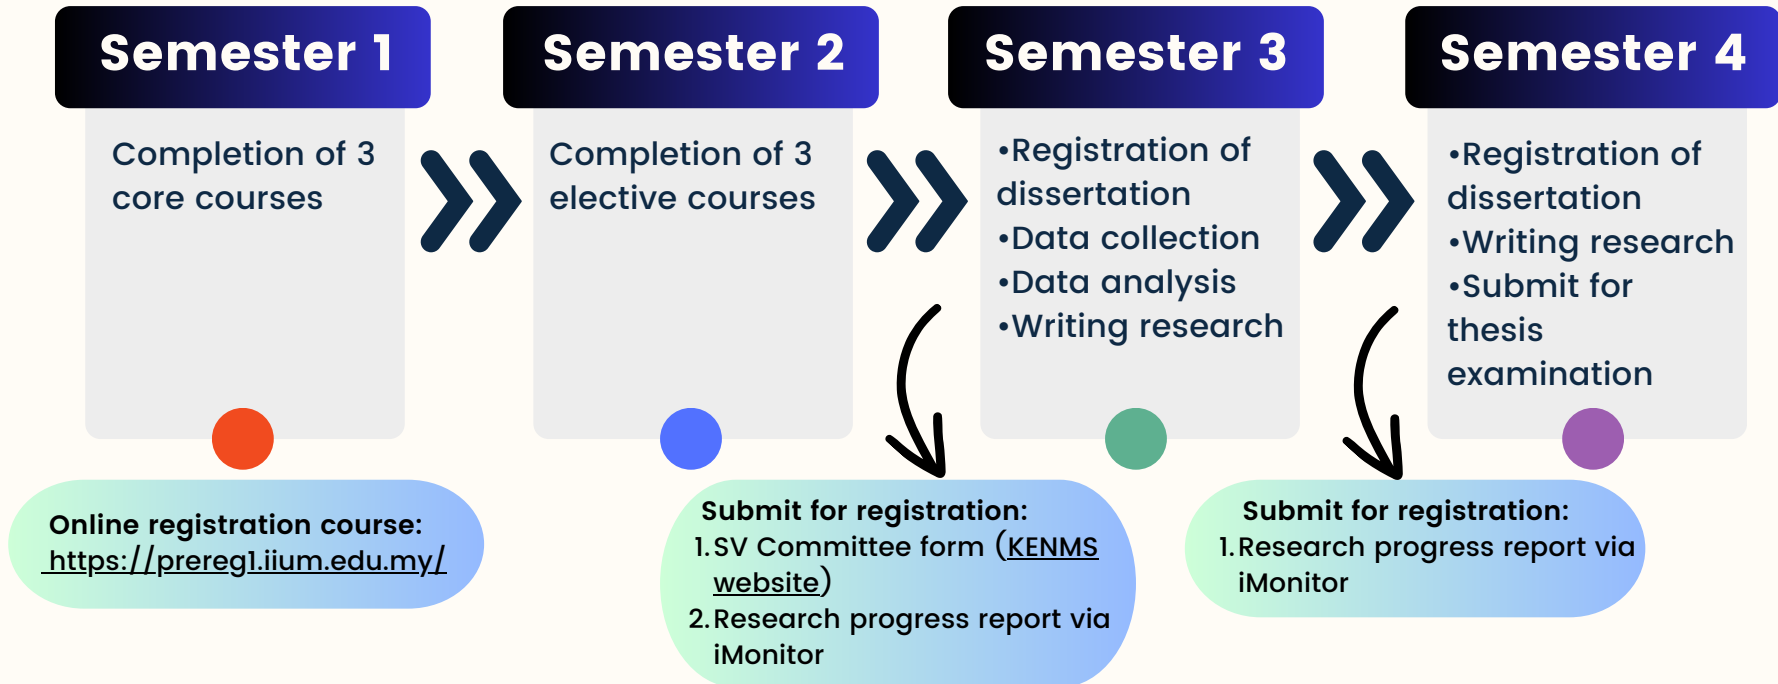 Semester 1
Completion of 3
core courses
Online registration course:
https://prereg1.iium.edu.my/
Semester 2
Completion of 3
elective courses
Submit for registration:
1. SV Committee form (KENMS
website)
2. Research progress report via
iMonitor
Semester 3
•Registration of
dissertation
•Data collection
•Data analysis
•Writing research
Submit for registration:
1. Research progress report via
iMonitor
Semester 4
•Registration of
dissertation
•Writing research
•Submit for
thesis
examination